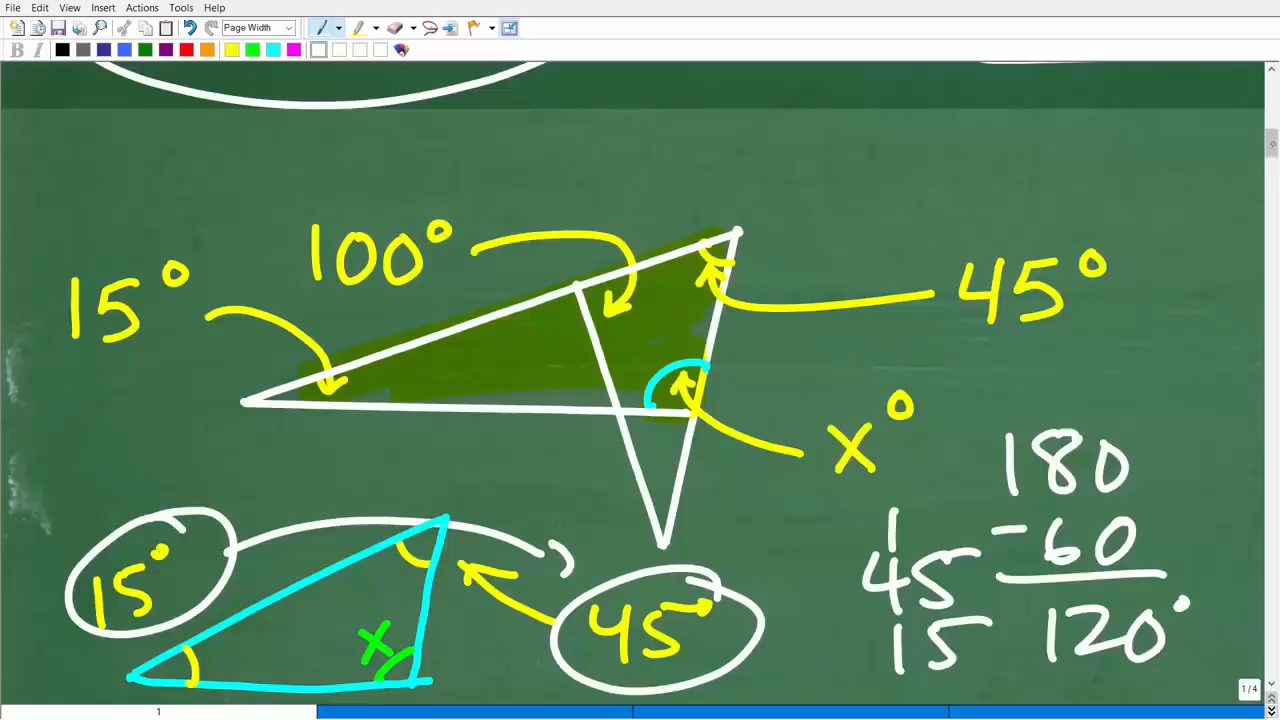 File Edit View Insert Actions Tools Help
Page Width
B I
100°
15°
45°
x°
180
-60
120°
1
45
15
15°
45°
x
1/4
1